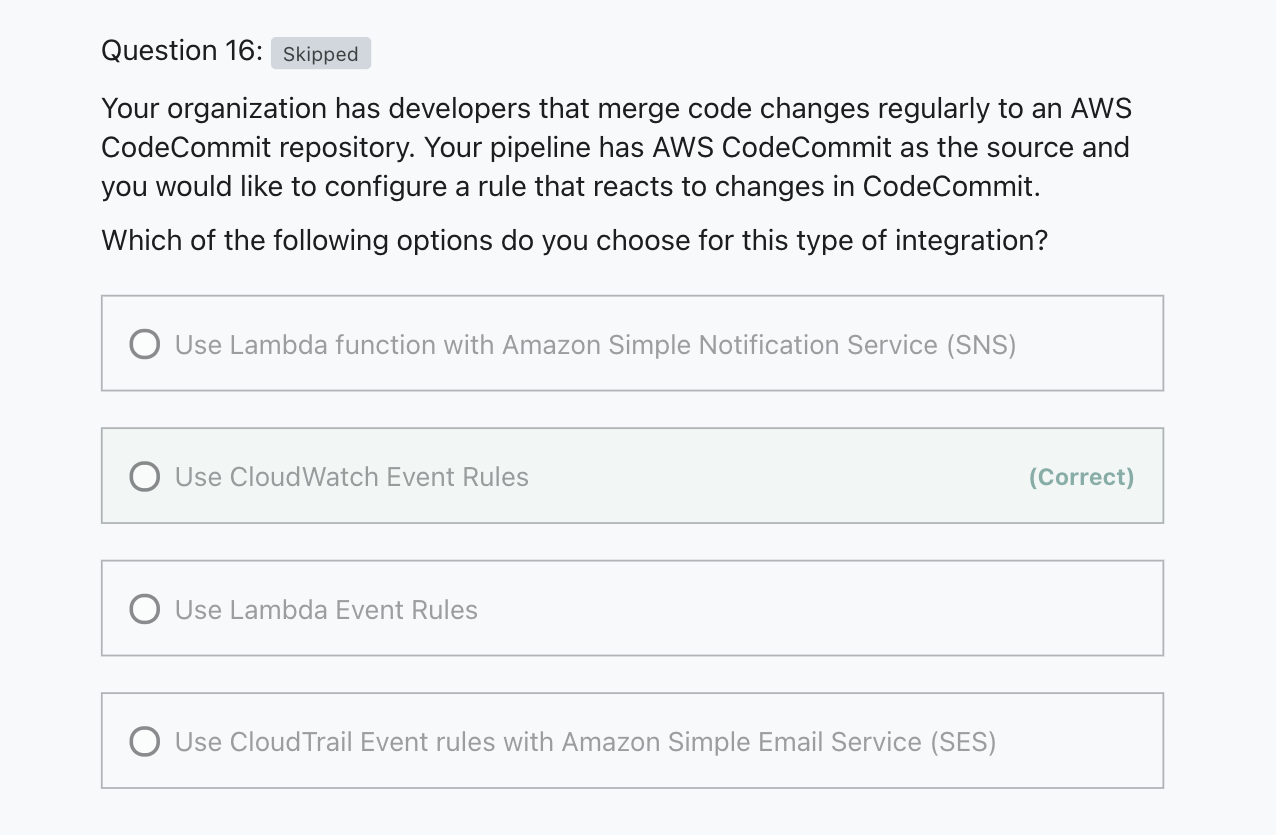 Question 16: Skipped
Your organization has developers that merge code changes regularly to an AWS
CodeCommit repository. Your pipeline has AWS CodeCommit as the source and
you would like to configure a rule that reacts to changes in CodeCommit.
Which of the following options do you choose for this type of integration?
Use Lambda function with Amazon Simple Notification Service (SNS)
Use CloudWatch Event Rules (Correct)
Use Lambda Event Rules
Use CloudTrail Event rules with Amazon Simple Email Service (SES)